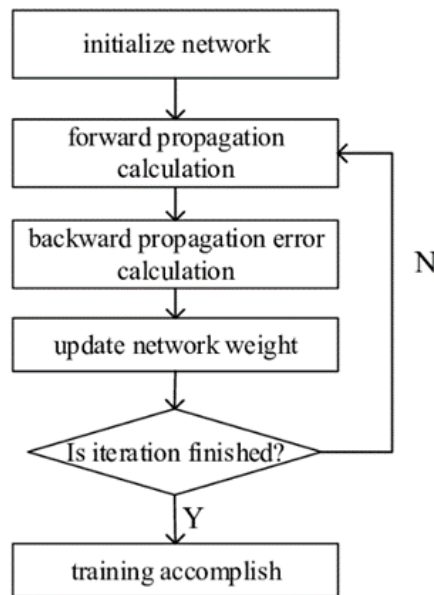 initialize network
forward propagation
calculation
backward propagation error
calculation
N
update network weight
Is iteration finished?
Y
training accomplish